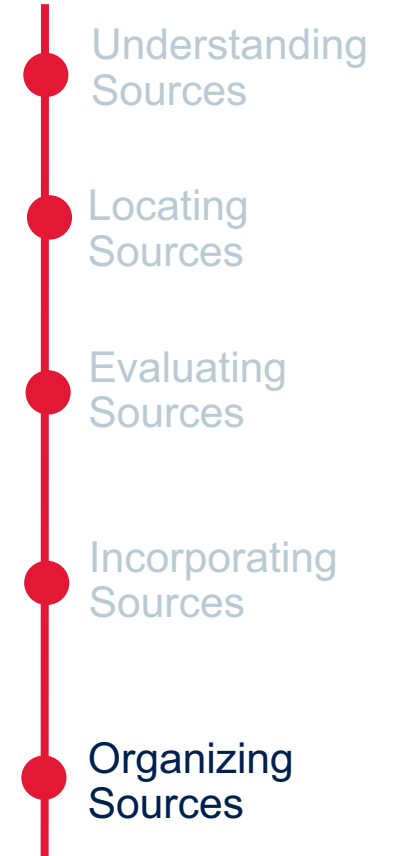 Understanding
Sources
Locating
Sources
Evaluating
Sources
Incorporating
Sources
Organizing
Sources